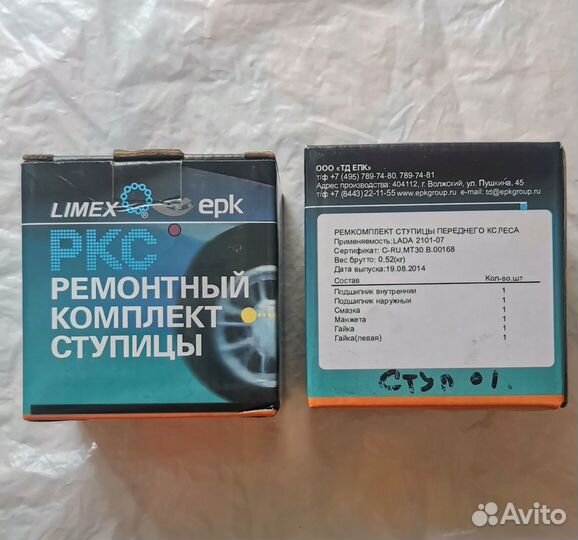 LIMEX epk
РКС
РЕМОНТНЫЙ
КОМПЛЕКТ
СТУПИЦЫ
ООО «ТД ЕПК»
т/ф +7 (495) 789-74-80, 789-74-81
Адрес производства: 404112, г. Волжский, ул. Пушкина, 45
т/ф +7 (8443) 22-11-55 www.epkgroup.ru e-mail: td@epkgroup.ru
РЕМКОМПЛЕКТ СТУПИЦЫ ПЕРЕДНЕГО КОЛЕСА
Применяемость:LADA 2101-07
Сертификат: C-RU.MT30.B.00168
Вес брутто: 0.52(кг)
Дата выпуска:19.08.2014
Состав Кол-во.шт
Подшипник внутренний 1
Подшипник наружный 1
Смазка 1
Манжета 1
Гайка 1
Гайка(левая) 1
Ступ 01.
Avito